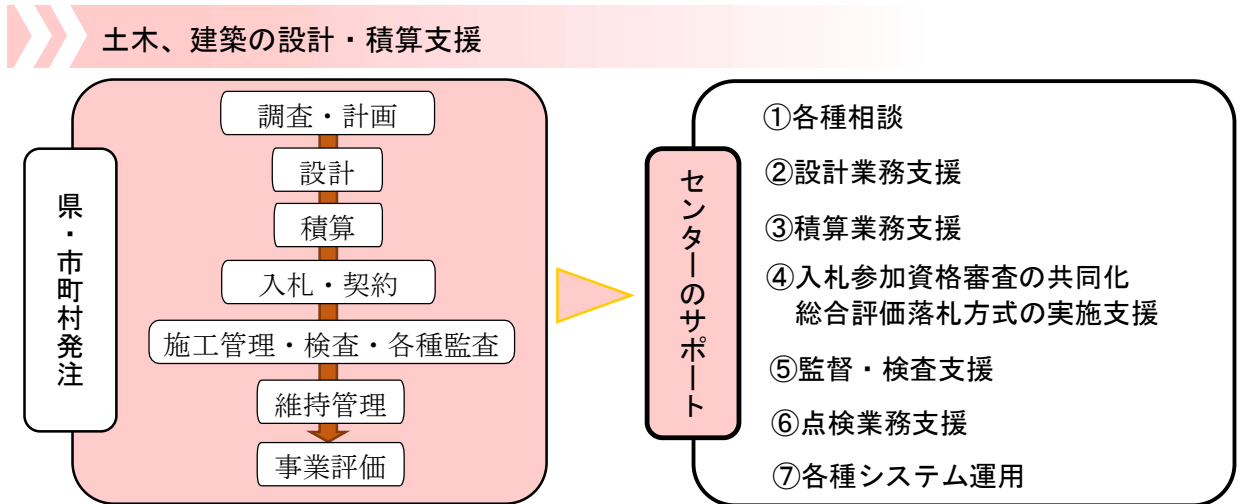 土木、建築の設計・積算支援
県・市町村発注
調査・計画
設計
積算
入札・契約
施工管理・検査・各種監査
維持管理
事業評価
センターのサポート
①各種相談
②設計業務支援
③積算業務支援
④入札参加資格審査の共同化
総合評価落札方式の実施支援
⑤監督・検査支援
⑥点検業務支援
⑦各種システム運用